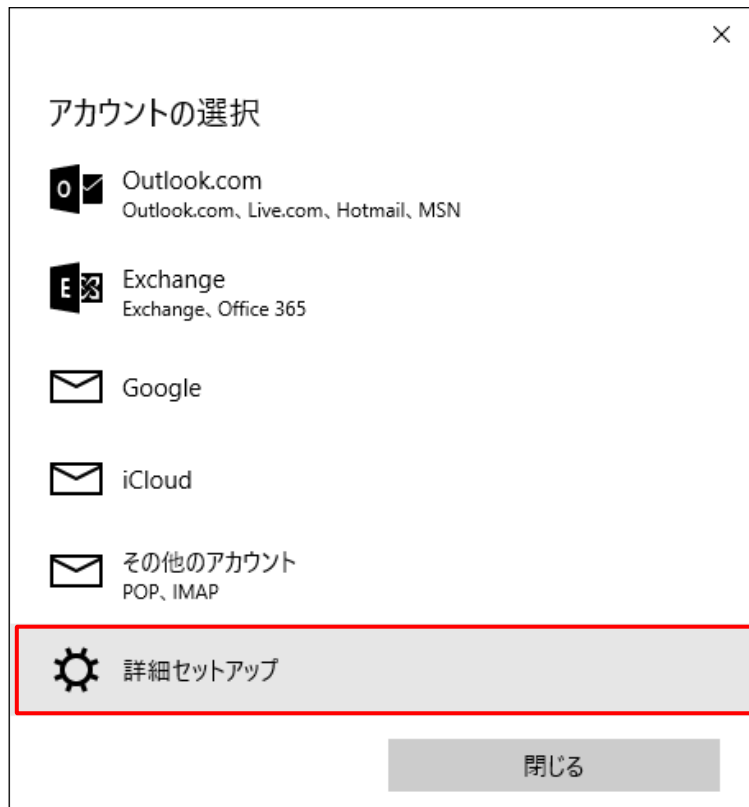 アカウントの選択
Outlook.com
Outlook.com、Live.com、Hotmail、MSN
Exchange
Exchange、Office 365
Google
iCloud
その他のアカウント
POP、IMAP
詳細セットアップ
閉じる